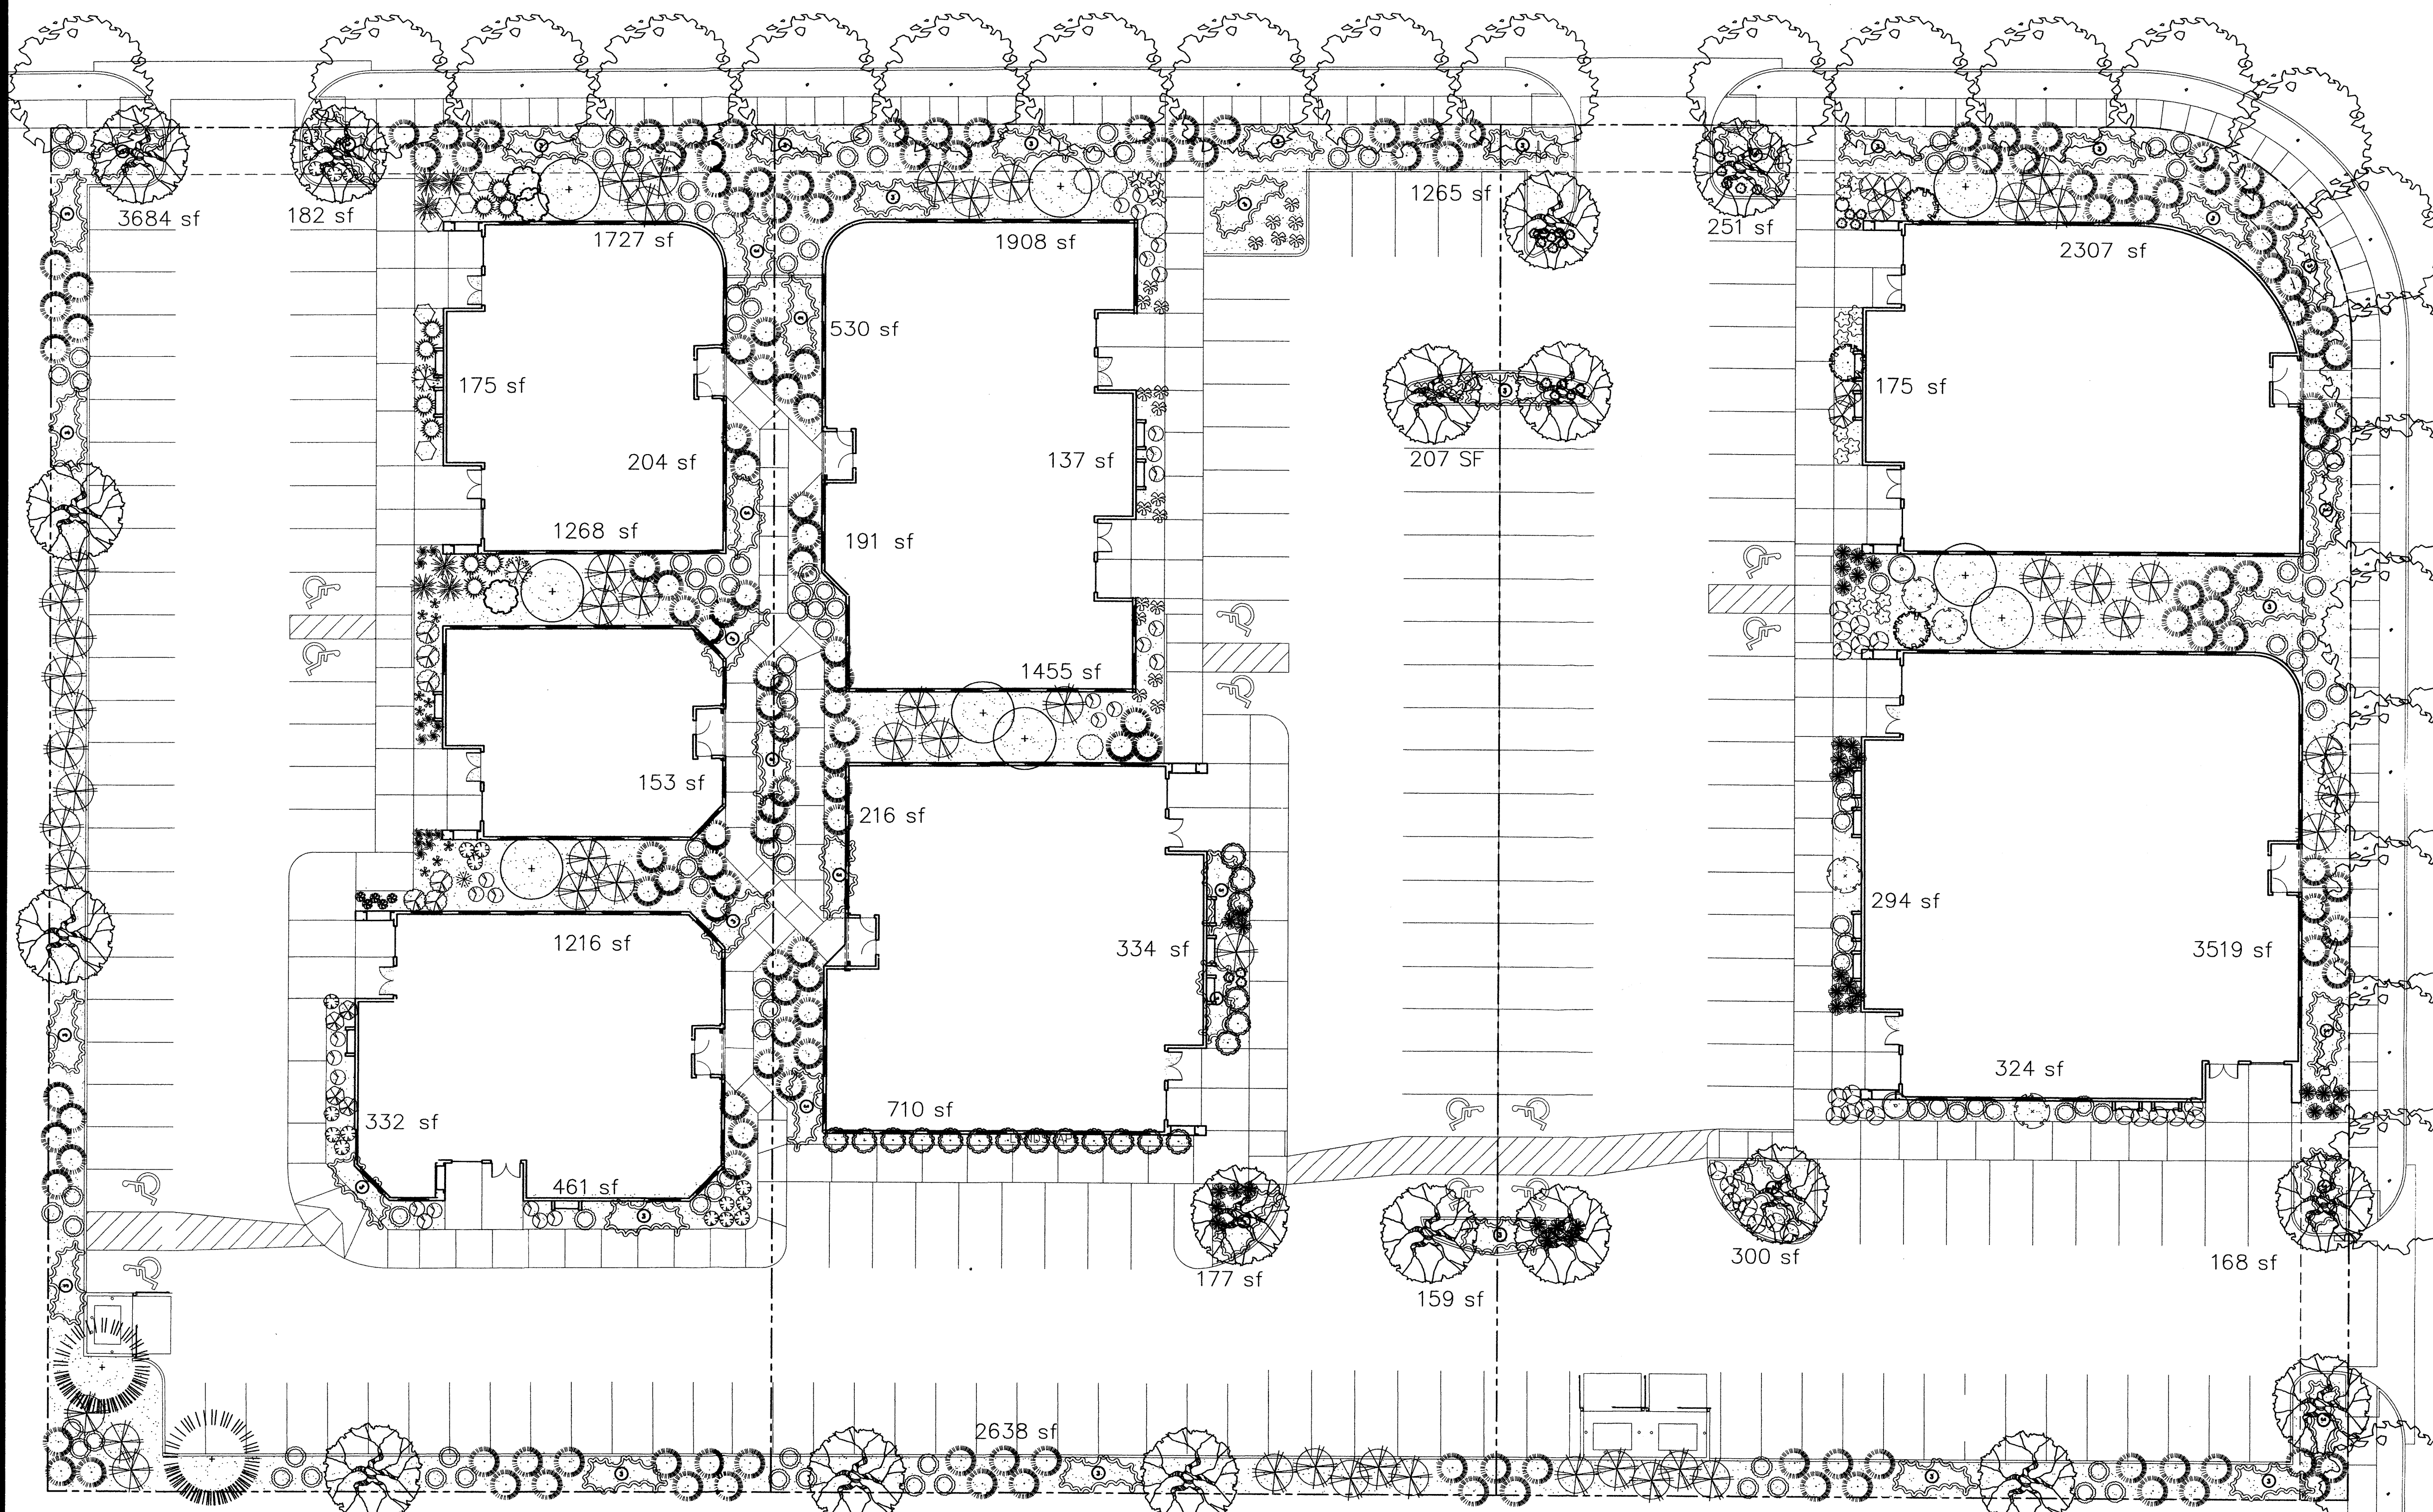 3684 sf
182 sf
1265 sf
251 sf
1727 sf
1908 sf
2307 sf
530 sf
175 sf
175 sf
204 sf
137 sf
207 SF
1268 sf
191 sf
1455 sf
153 sf
216 sf
1216 sf
334 sf
294 sf
3519 sf
332 sf
710 sf
324 sf
461 sf
177 sf
159 sf
300 sf
168 sf
2638 sf